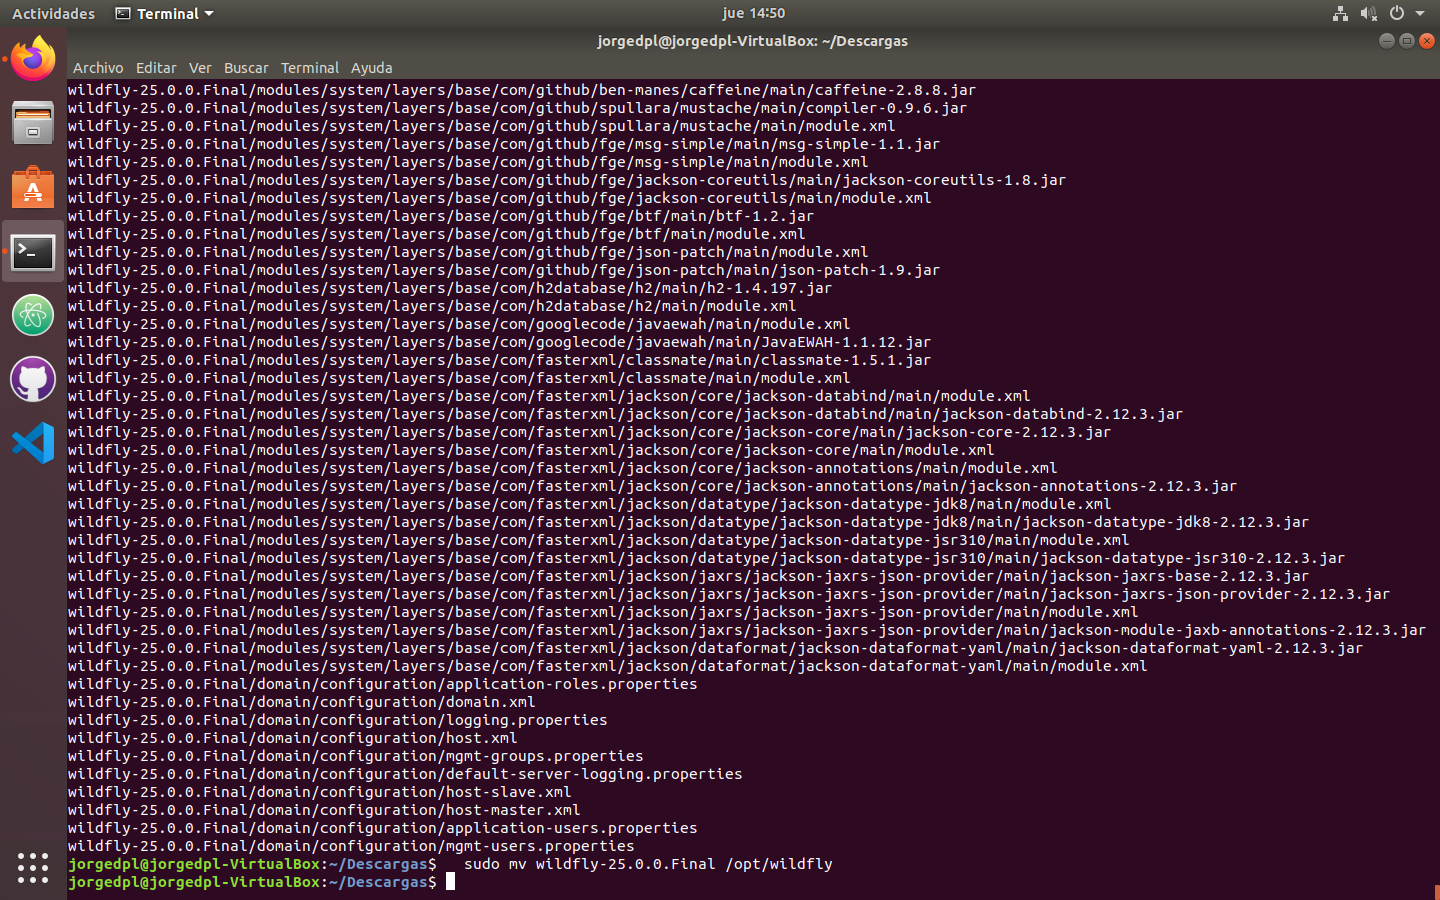 Actividades
Terminal
jue 14:50
jorgedpl@jorgedpl-VirtualBox: ~/Descargas
Archivo Editar Ver Buscar Terminal Ayuda
wildfly-25.0.0.Final/modules/system/layers/base/com/github/ben-manes/caffeine/main/caffeine-2.8.8.jar
wildfly-25.0.0.Final/modules/system/layers/base/com/github/spullara/mustache/main/compiler-0.9.6.jar
wildfly-25.0.0.Final/modules/system/layers/base/com/github/spullara/mustache/main/module.xml
wildfly-25.0.0.Final/modules/system/layers/base/com/github/fge/msg-simple/main/msg-simple-1.1.jar
wildfly-25.0.0.Final/modules/system/layers/base/com/github/fge/msg-simple/main/module.xml
wildfly-25.0.0.Final/modules/system/layers/base/com/github/fge/jackson-coreutils/main/jackson-coreutils-1.8.jar
wildfly-25.0.0.Final/modules/system/layers/base/com/github/fge/jackson-coreutils/main/module.xml
wildfly-25.0.0.Final/modules/system/layers/base/com/github/fge/btf/main/btf-1.2.jar
wildfly-25.0.0.Final/modules/system/layers/base/com/github/fge/btf/main/module.xml
wildfly-25.0.0.Final/modules/system/layers/base/com/github/fge/json-patch/main/module.xml
wildfly-25.0.0.Final/modules/system/layers/base/com/github/fge/json-patch/main/json-patch-1.9.jar
wildfly-25.0.0.Final/modules/system/layers/base/com/h2database/h2/main/h2-1.4.197.jar
wildfly-25.0.0.Final/modules/system/layers/base/com/h2database/h2/main/module.xml
wildfly-25.0.0.Final/modules/system/layers/base/com/googlecode/javaewah/main/module.xml
wildfly-25.0.0.Final/modules/system/layers/base/com/googlecode/javaewah/main/JavaEWAH-1.1.12.jar
wildfly-25.0.0.Final/modules/system/layers/base/com/fasterxml/classmate/main/classmate-1.5.1.jar
wildfly-25.0.0.Final/modules/system/layers/base/com/fasterxml/classmate/main/module.xml
wildfly-25.0.0.Final/modules/system/layers/base/com/fasterxml/jackson/core/jackson-databind/main/module.xml
wildfly-25.0.0.Final/modules/system/layers/base/com/fasterxml/jackson/core/jackson-databind/main/jackson-databind-2.12.3.jar
wildfly-25.0.0.Final/modules/system/layers/base/com/fasterxml/jackson/core/jackson-core/main/jackson-core-2.12.3.jar
wildfly-25.0.0.Final/modules/system/layers/base/com/fasterxml/jackson/core/jackson-core/main/module.xml
wildfly-25.0.0.Final/modules/system/layers/base/com/fasterxml/jackson/core/jackson-annotations/main/module.xml
wildfly-25.0.0.Final/modules/system/layers/base/com/fasterxml/jackson/core/jackson-annotations/main/jackson-annotations-2.12.3.jar
wildfly-25.0.0.Final/modules/system/layers/base/com/fasterxml/jackson/datatype/jackson-datatype-jdk8/main/module.xml
wildfly-25.0.0.Final/modules/system/layers/base/com/fasterxml/jackson/datatype/jackson-datatype-jdk8/main/jackson-datatype-jdk8-2.12.3.jar
wildfly-25.0.0.Final/modules/system/layers/base/com/fasterxml/jackson/datatype/jackson-datatype-jsr310/main/module.xml
wildfly-25.0.0.Final/modules/system/layers/base/com/fasterxml/jackson/datatype/jackson-datatype-jsr310/main/jackson-datatype-jsr310-2.12.3.jar
wildfly-25.0.0.Final/modules/system/layers/base/com/fasterxml/jackson/jaxrs/jackson-jaxrs-json-provider/main/jackson-jaxrs-base-2.12.3.jar
wildfly-25.0.0.Final/modules/system/layers/base/com/fasterxml/jackson/jaxrs/jackson-jaxrs-json-provider/main/jackson-jaxrs-json-provider-2.12.3.jar
wildfly-25.0.0.Final/modules/system/layers/base/com/fasterxml/jackson/jaxrs/jackson-jaxrs-json-provider/main/module.xml
wildfly-25.0.0.Final/modules/system/layers/base/com/fasterxml/jackson/jaxrs/jackson-jaxrs-json-provider/main/jackson-module-jaxb-annotations-2.12.3.jar
wildfly-25.0.0.Final/modules/system/layers/base/com/fasterxml/jackson/dataformat/jackson-dataformat-yaml/main/jackson-dataformat-yaml-2.12.3.jar
wildfly-25.0.0.Final/modules/system/layers/base/com/fasterxml/jackson/dataformat/jackson-dataformat-yaml/main/module.xml
wildfly-25.0.0.Final/domain/configuration/application-roles.properties
wildfly-25.0.0.Final/domain/configuration/domain.xml
wildfly-25.0.0.Final/domain/configuration/logging.properties
wildfly-25.0.0.Final/domain/configuration/host.xml
wildfly-25.0.0.Final/domain/configuration/mgmt-groups.properties
wildfly-25.0.0.Final/domain/configuration/default-server-logging.properties
wildfly-25.0.0.Final/domain/configuration/host-slave.xml
wildfly-25.0.0.Final/domain/configuration/host-master.xml
wildfly-25.0.0.Final/domain/configuration/application-users.properties
wildfly-25.0.0.Final/domain/configuration/mgmt-users.properties
jorgedpl@jorgedpl-VirtualBox:~/Descargas$   sudo mv wildfly-25.0.0.Final /opt/wildfly
jorgedpl@jorgedpl-VirtualBox:~/Descargas$